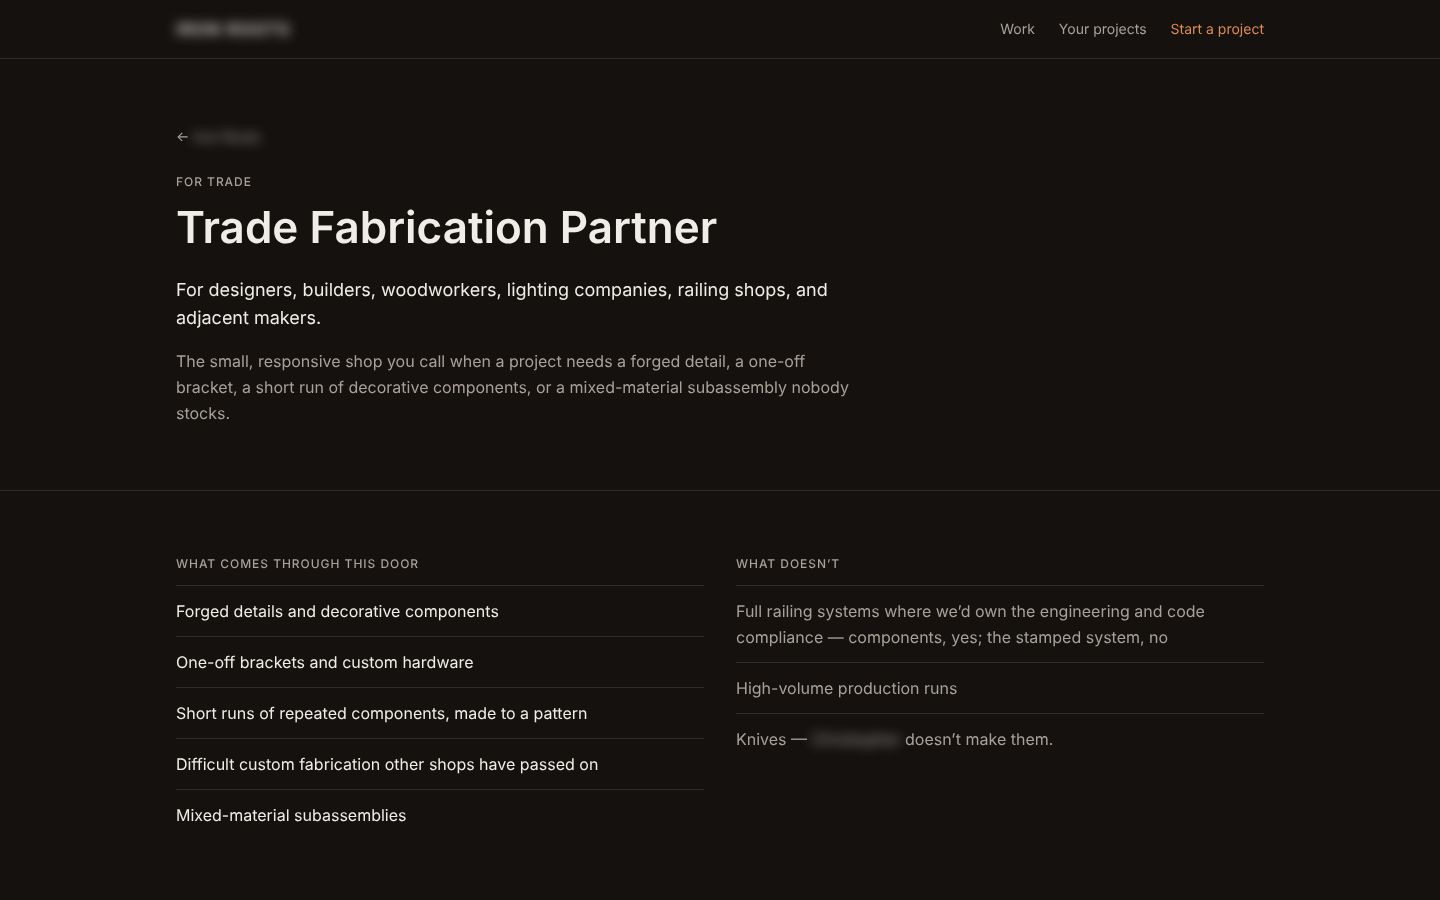 Work
Your projects
Start a project
←
FOR TRADE
Trade Fabrication Partner
For designers, builders, woodworkers, lighting companies, railing shops, and
adjacent makers.
The small, responsive shop you call when a project needs a forged detail, a one-off
bracket, a short run of decorative components, or a mixed-material subassembly nobody
stocks.
WHAT COMES THROUGH THIS DOOR
Forged details and decorative components
One-off brackets and custom hardware
Short runs of repeated components, made to a pattern
Difficult custom fabrication other shops have passed on
Mixed-material subassemblies
WHAT DOESN’T
Full railing systems where we’d own the engineering and code
compliance — components, yes; the stamped system, no
High-volume production runs
Knives — doesn’t make them.